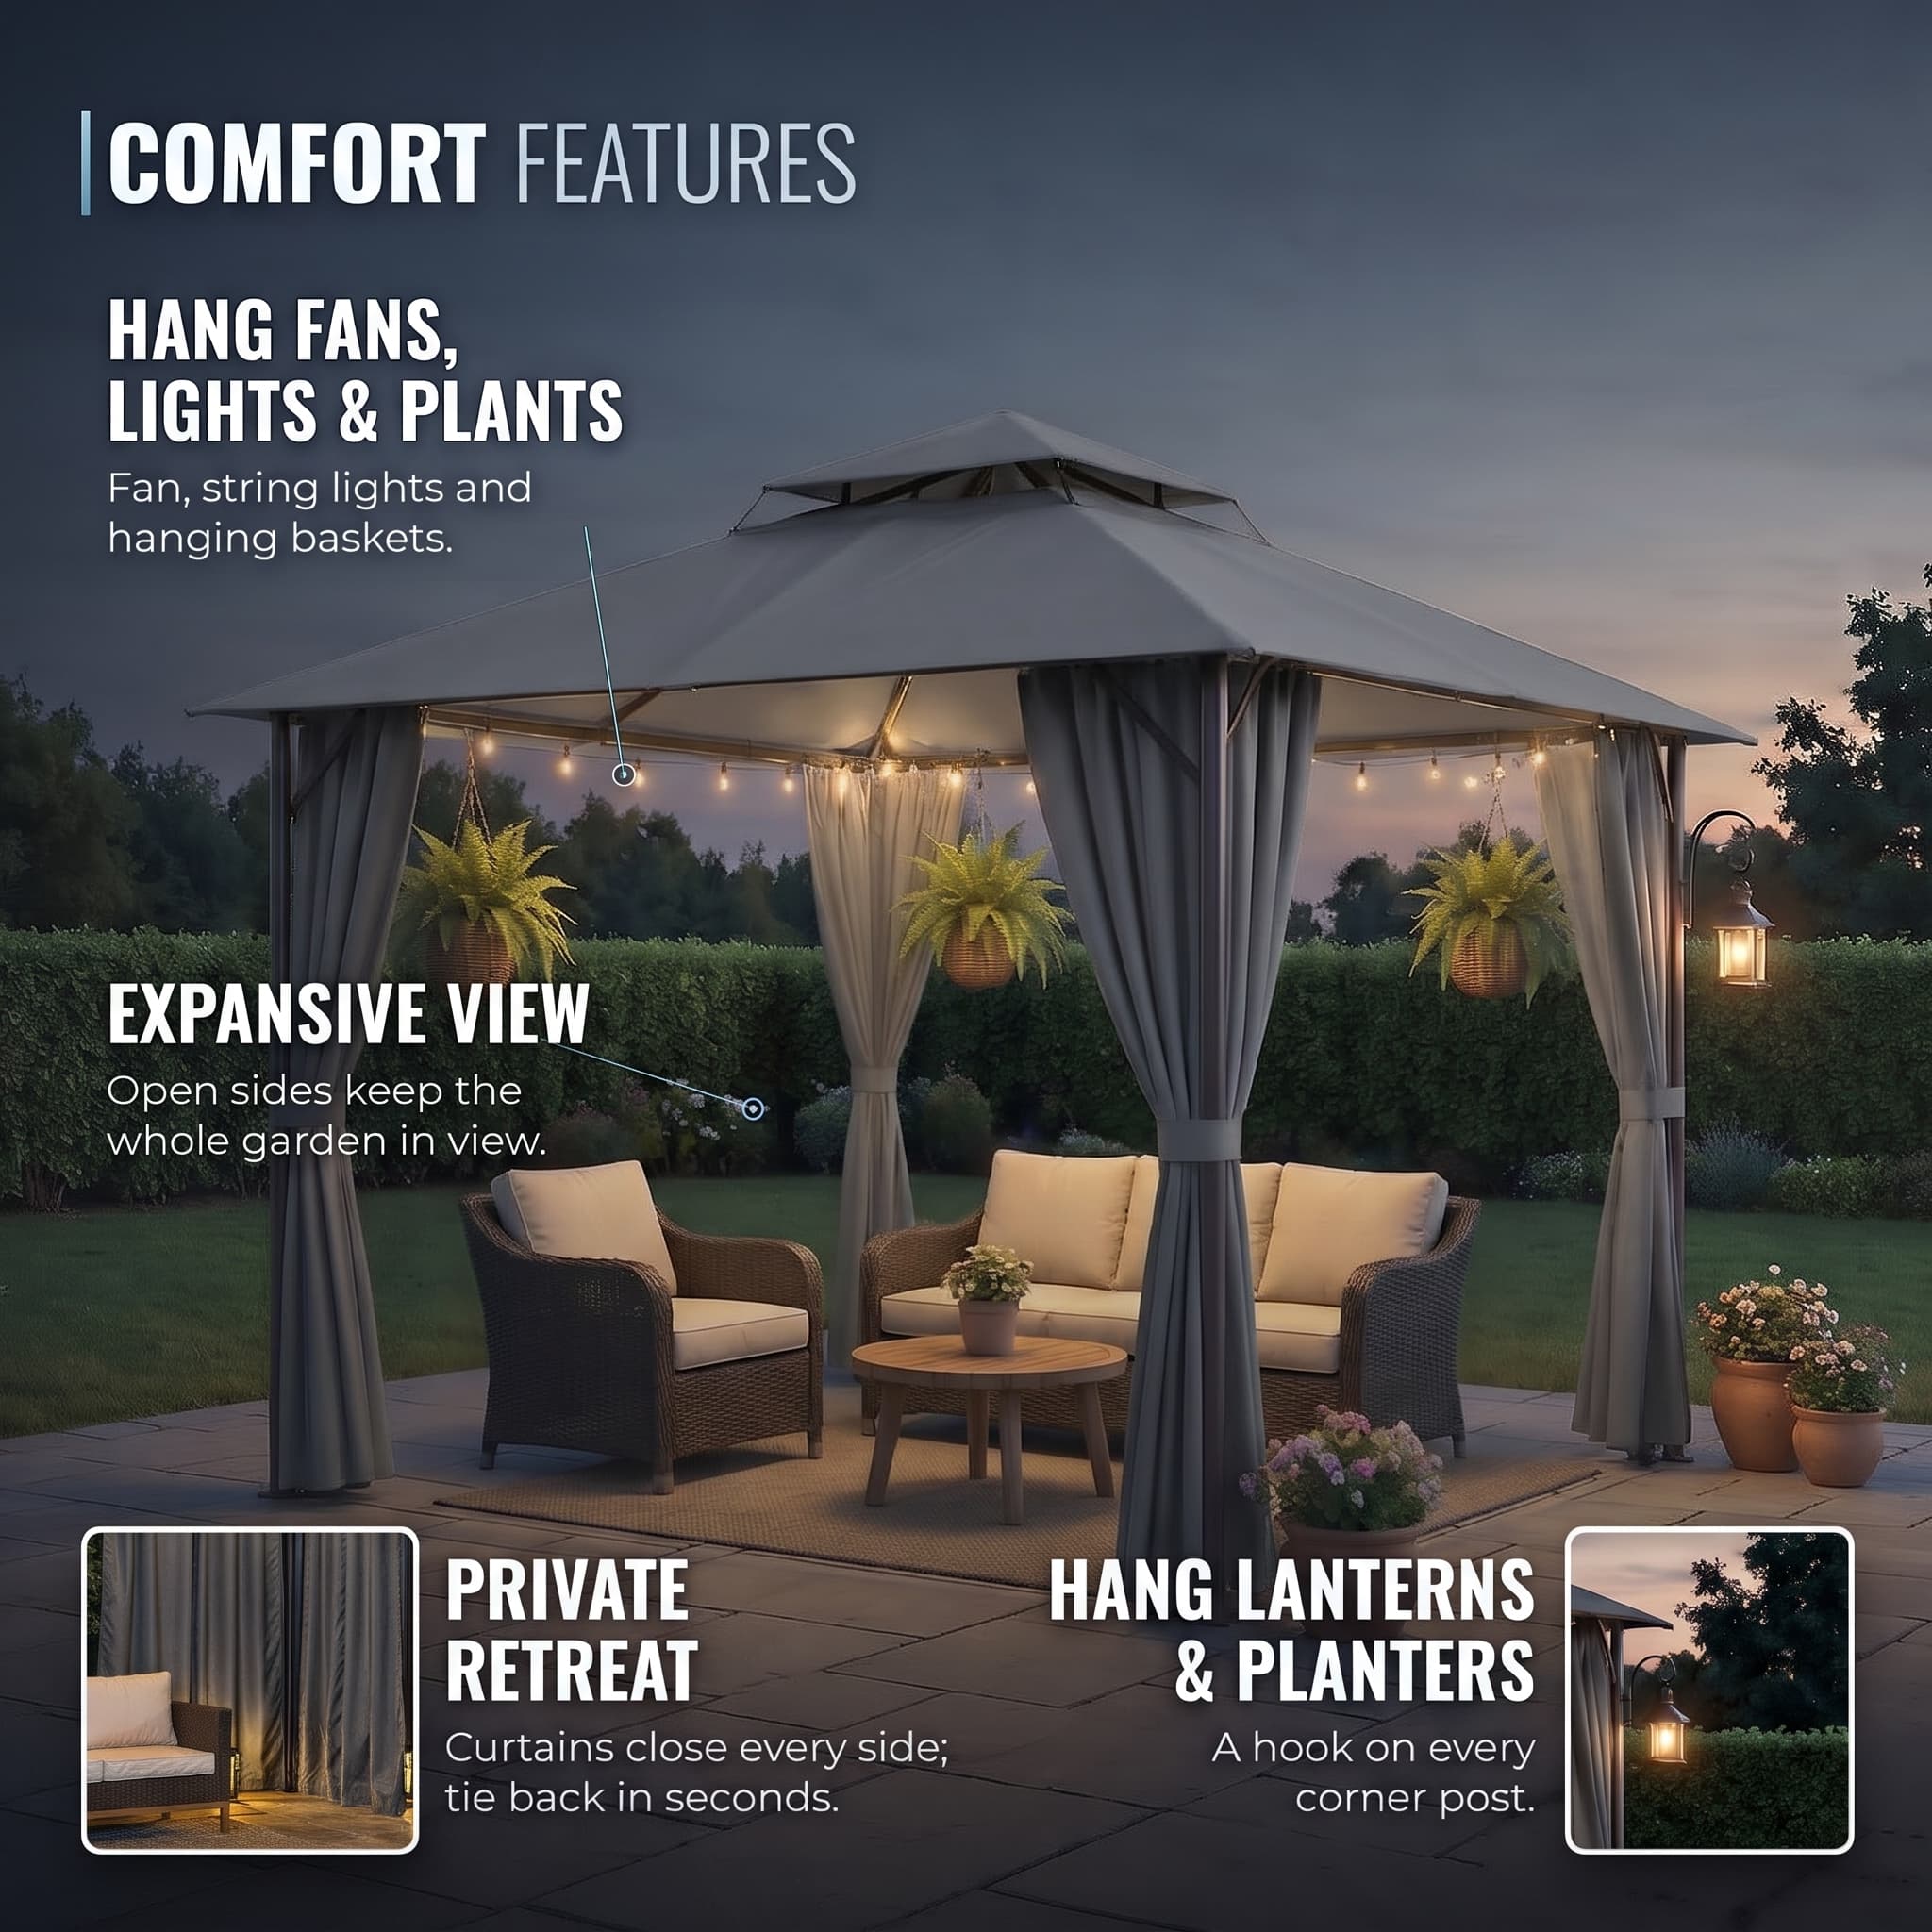 COMFORT FEATURES
HANG FANS,
LIGHTS & PLANTS
Fan, string lights and
hanging baskets.
EXPANSIVE VIEW
Open sides keep the
whole garden in view.
PRIVATE
RETREAT
Curtains close every side;
tie back in seconds.
HANG LANTERNS
& PLANTERS
A hook on every
corner post.